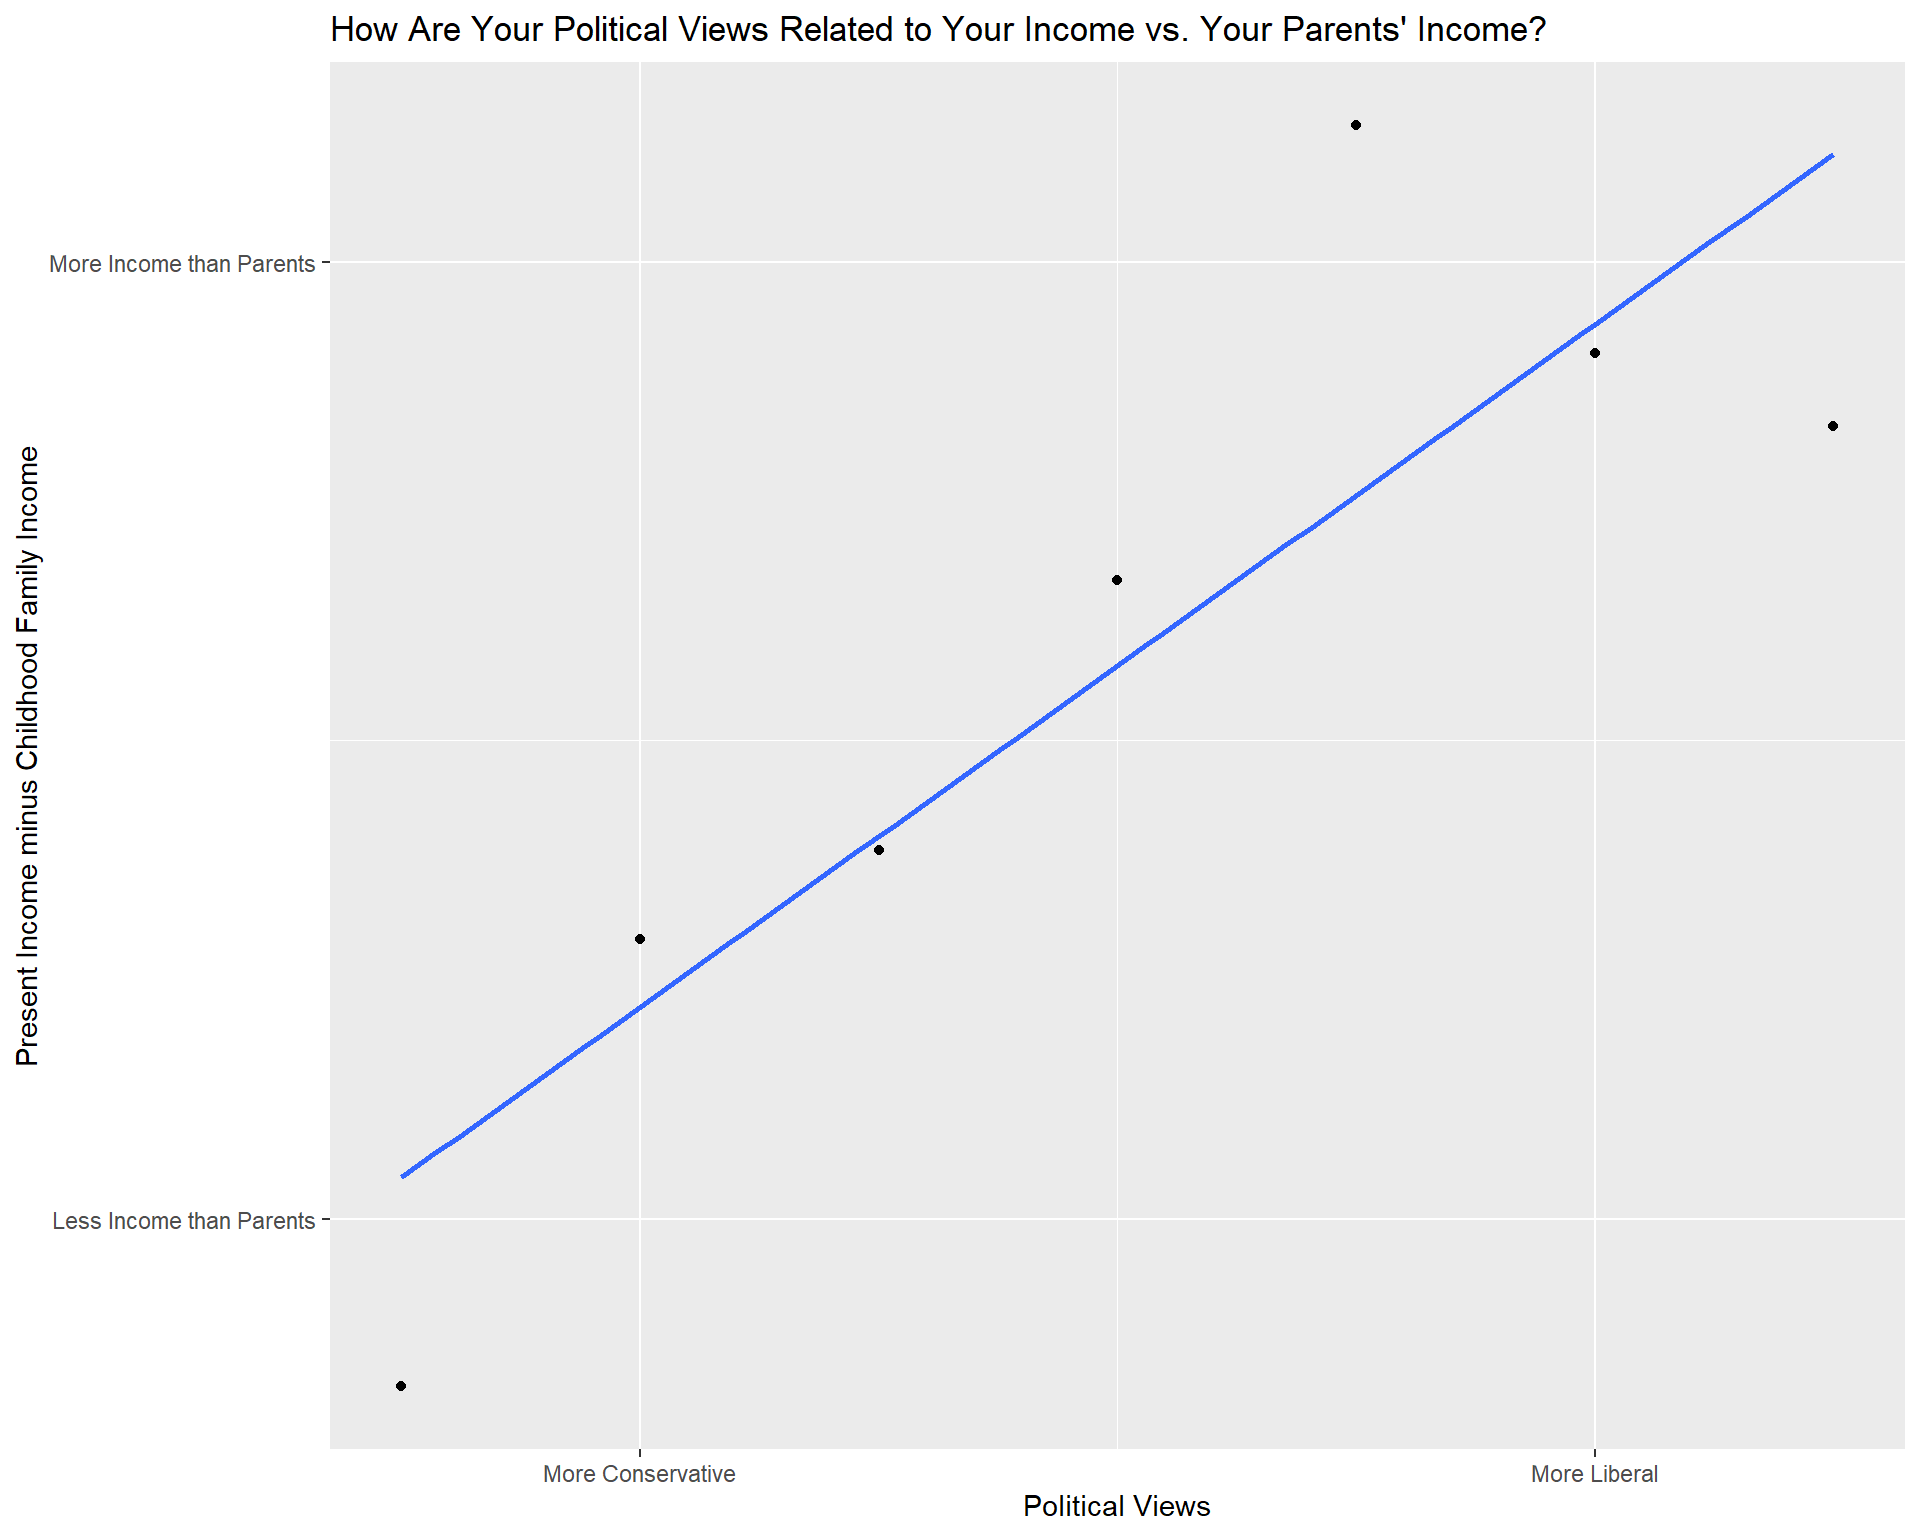 How Are Your Political Views Related to Your Income vs. Your Parents' Income?
Present Income minus Childhood Family Income
More Income than Parents
Less Income than Parents
More Conservative
More Liberal
Political Views